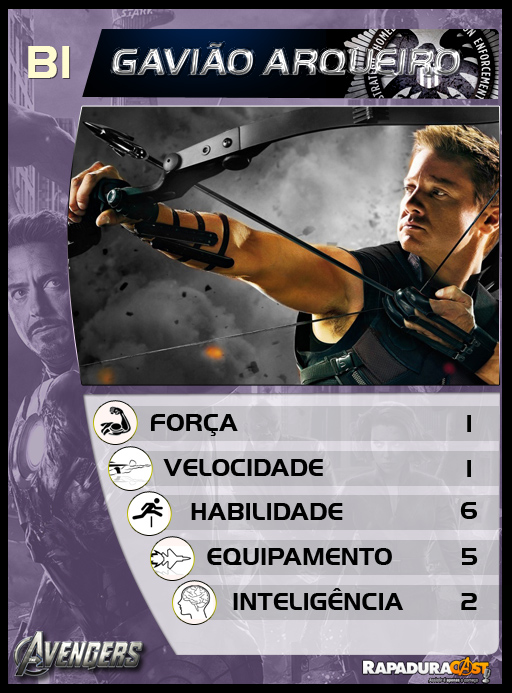 B1
GAVIÃO ARQUEIRO
FORÇA 1
VELOCIDADE 1
HABILIDADE 6
EQUIPAMENTO 5
INTELIGÊNCIA 2
AVENGERS
RAPADURACAST